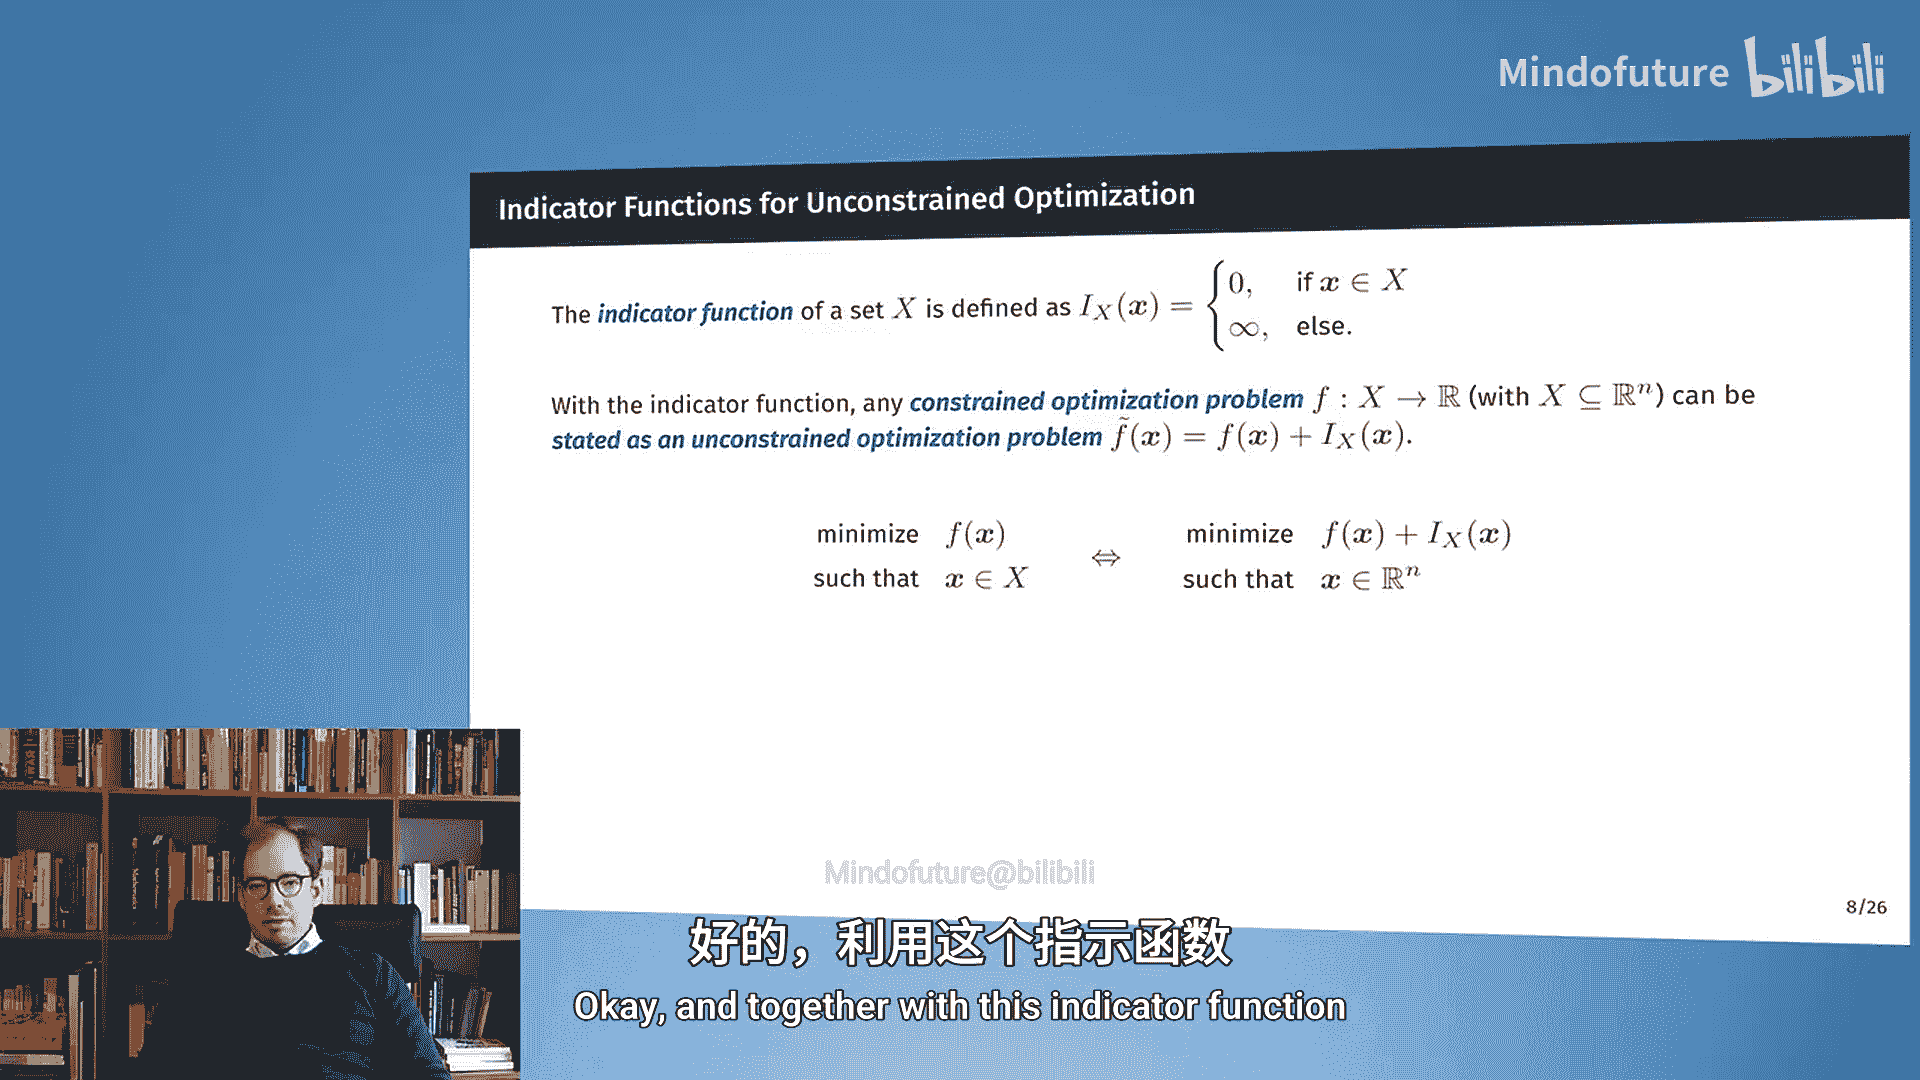 Mindofuture bilibili
Indicator Functions for Unconstrained Optimization
The indicator function of a set X is defined as I_X(x) = { 0, if x ∈ X
∞, else.
With the indicator function, any constrained optimization problem f : X → ℝ (with X ⊆ ℝⁿ) can be
stated as an unconstrained optimization problem f̃(x) = f(x) + I_X(x).
minimize f(x) ⇔ minimize f(x) + I_X(x)
such that x ∈ X such that x ∈ ℝⁿ
Mindofuture@bilibili
8/26
好的，利用这个指示函数
Okay, and together with this indicator function